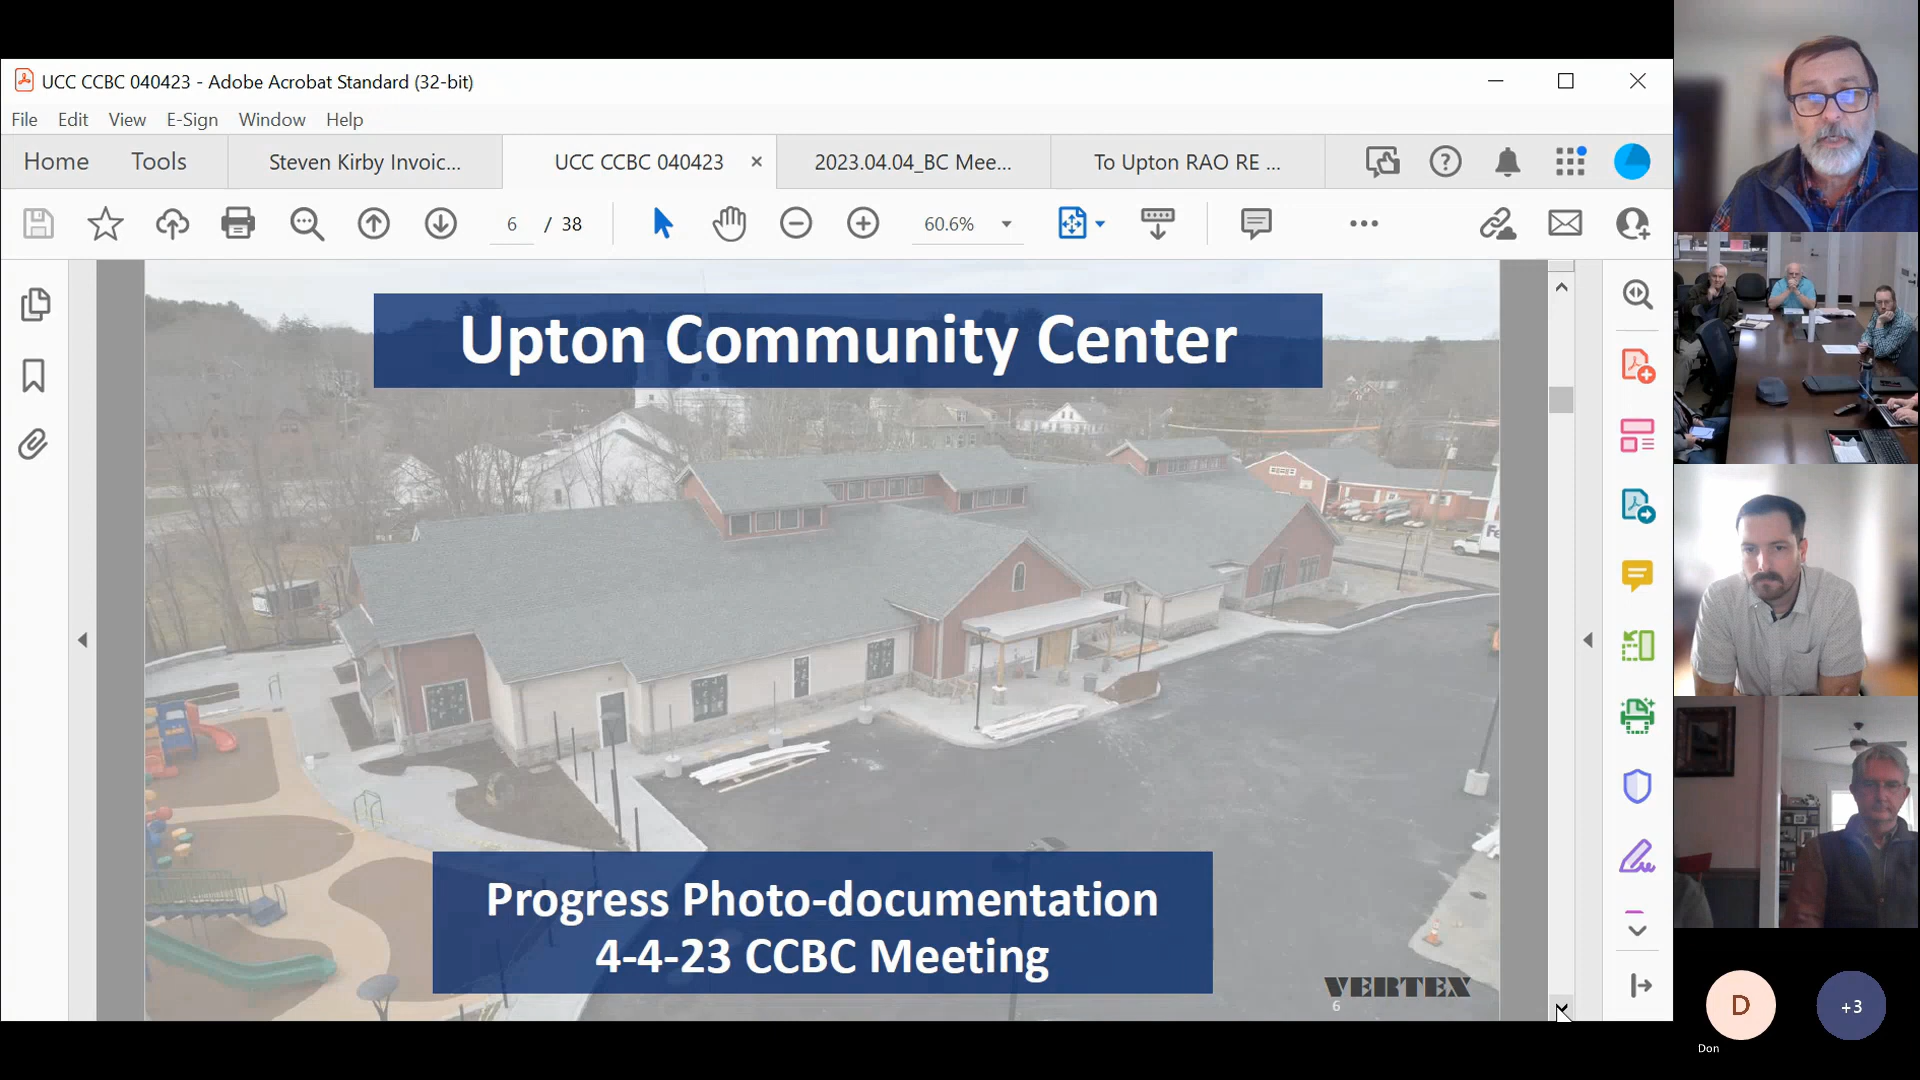 UCC CCBC 040423 - Adobe Acrobat Standard (32-bit)
File Edit View E-Sign Window Help
Home Tools Steven Kirby Invoic... UCC CCBC 040423 2023.04.04_BC Mee... To Upton RAO RE ...
6 / 38 60.6%
Upton Community Center
Progress Photo-documentation
4-4-23 CCBC Meeting
VERTEX
6
D +3
Don